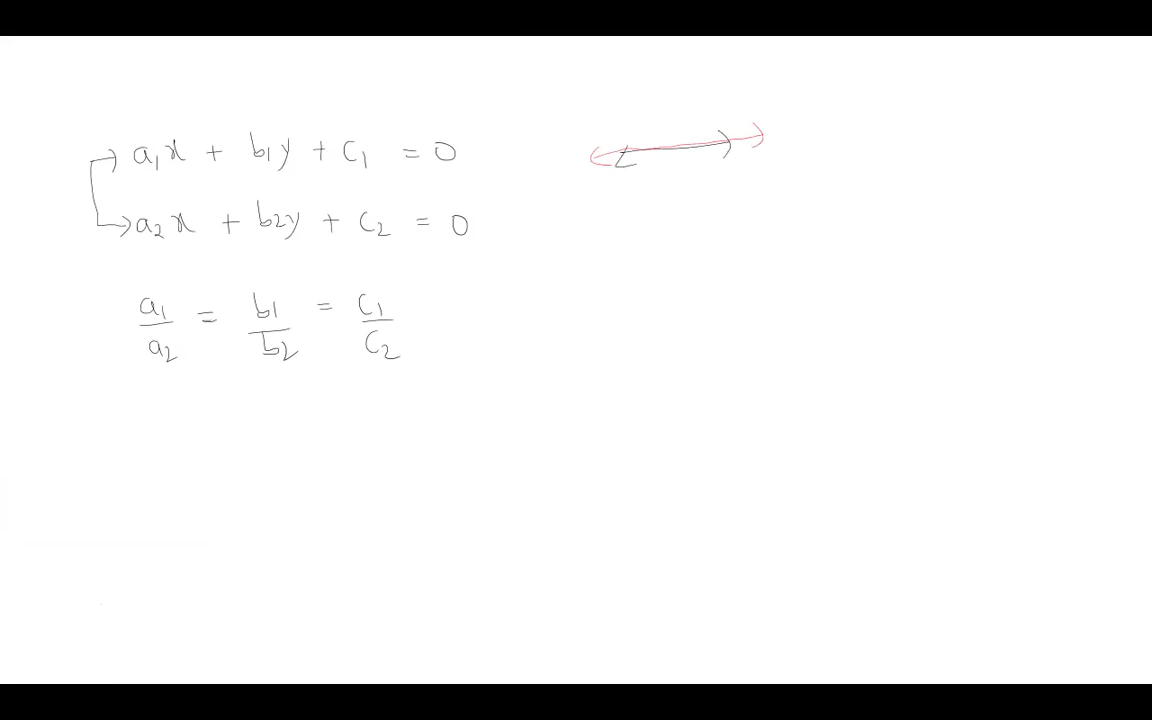 a₁x + b₁y + c₁ = 0
a₂x + b₂y + c₂ = 0
a₁/a₂ = b₁/b₂ = c₁/c₂